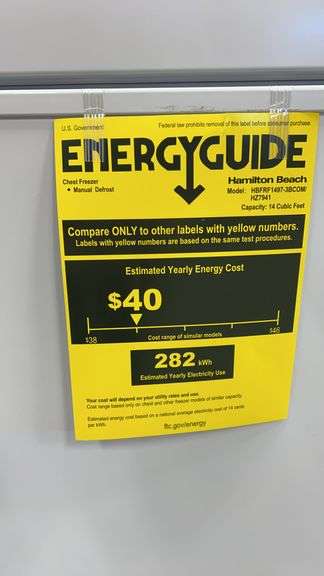 U.S. Government
Federal law prohibits removal of this label before consumer purchase.
ENERGYGUIDE
Chest Freezer
• Manual Defrost
Hamilton Beach
Model: HBFRF1497-3BCOM/
HZ7941
Capacity: 14 Cubic Feet
Compare ONLY to other labels with yellow numbers.
Labels with yellow numbers are based on the same test procedures.
Estimated Yearly Energy Cost
$40
$38
$46
Cost range of similar models
282 kWh
Estimated Yearly Electricity Use
Your cost will depend on your utility rates and use.
Cost range based only on chest and other freezer models of similar capacity.
Estimated energy cost based on a national average electricity cost of 14 cents
per kWh.
ftc.gov/energy